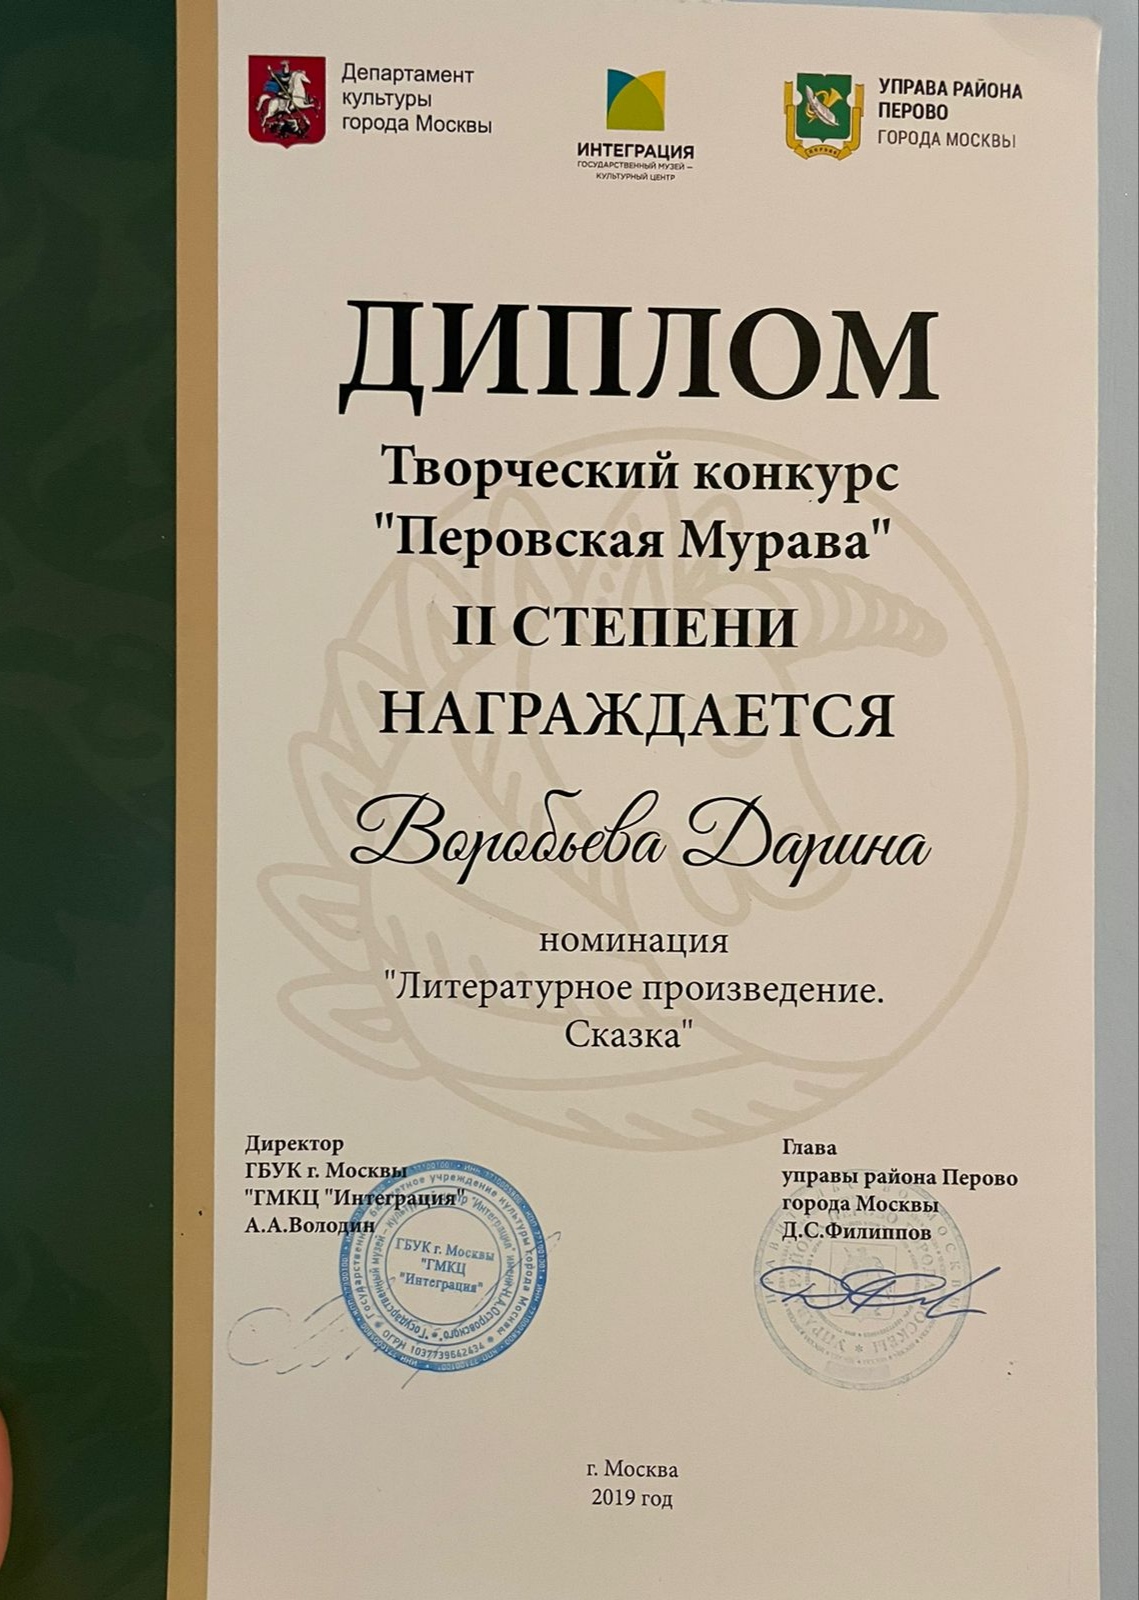 Департамент
культуры
города Москвы
ИНТЕГРАЦИЯ
ГОСУДАРСТВЕННЫЙ МУЗЕЙ –
КУЛЬТУРНЫЙ ЦЕНТР
УПРАВА РАЙОНА
ПЕРОВО
ГОРОДА МОСКВЫ
ДИПЛОМ
Творческий конкурс
"Перовская Мурава"
II СТЕПЕНИ
НАГРАЖДАЕТСЯ
Воробьева Дарина
номинация
"Литературное произведение.
Сказка"
Директор
ГБУК г. Москвы
"ГМКЦ "Интеграция"
А.А.Володин
ГБУК г. Москвы
"ГМКЦ
"Интеграция"
Глава
управы района Перово
города Москвы
Д.С.Филиппов
г. Москва
2019 год